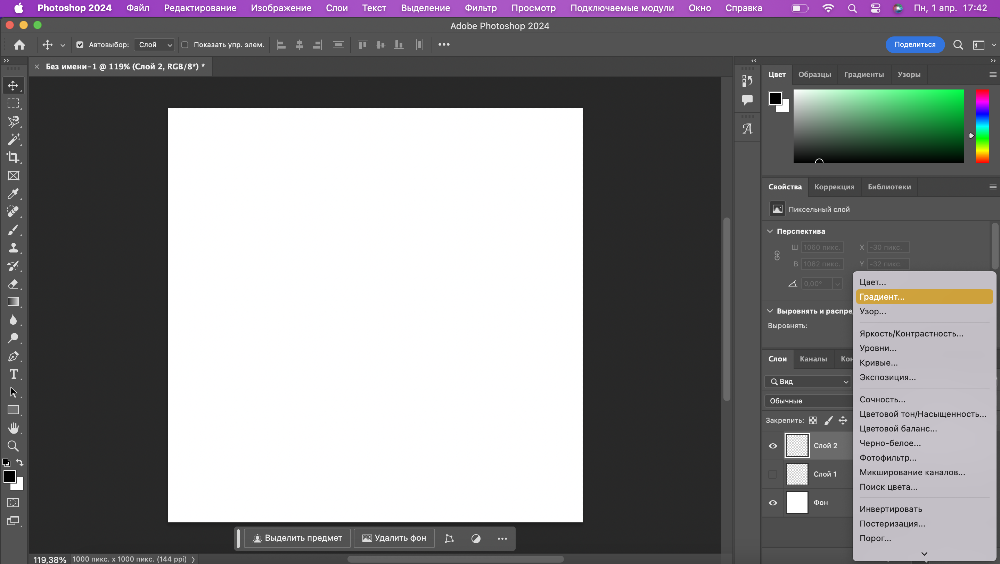 Photoshop 2024 Файл Редактирование Изображение Слои Текст Выделение Фильтр Просмотр Подключаемые модули Окно Справка Пн, 1 апр. 17:42
Adobe Photoshop 2024
Автовыбор: Слой Показать упр. элем. Поделиться
Без имени-1 @ 119% (Слой 2, RGB/8*) *
Цвет Образцы Градиенты Узоры
Свойства Коррекция Библиотеки
Пиксельный слой
Перспектива
Ш 1060 пикс. X -30 пикс.
В 1062 пикс. Y -32 пикс.
0,00°
Выровнять и распре
Выровнять:
Слои Каналы Кон
Вид
Обычные
Закрепить:
Слой 2
Слой 1
Фон
Цвет...
Градиент...
Узор...
Яркость/Контрастность...
Уровни...
Кривые...
Экспозиция...
Сочность...
Цветовой тон/Насыщенность...
Цветовой баланс...
Черно-белое...
Фотофильтр...
Микширование каналов...
Поиск цвета...
Инвертировать
Постеризация...
Порог...
Выделить предмет Удалить фон
119,38% 1000 пикс. x 1000 пикс. (144 ppi)